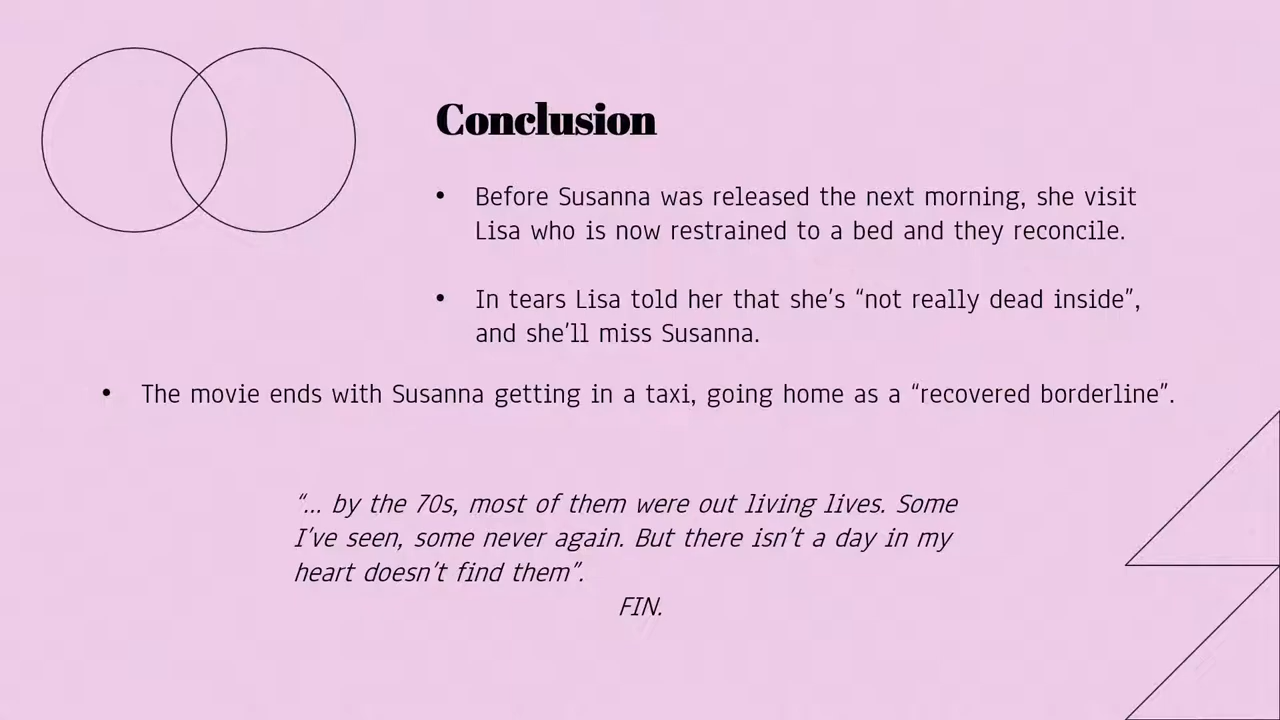 Conclusion
• Before Susanna was released the next morning, she visit
Lisa who is now restrained to a bed and they reconcile.
• In tears Lisa told her that she's “not really dead inside”,
and she'll miss Susanna.
• The movie ends with Susanna getting in a taxi, going home as a “recovered borderline”.
“... by the 70s, most of them were out living lives. Some
I've seen, some never again. But there isn't a day in my
heart doesn't find them”.
FIN.